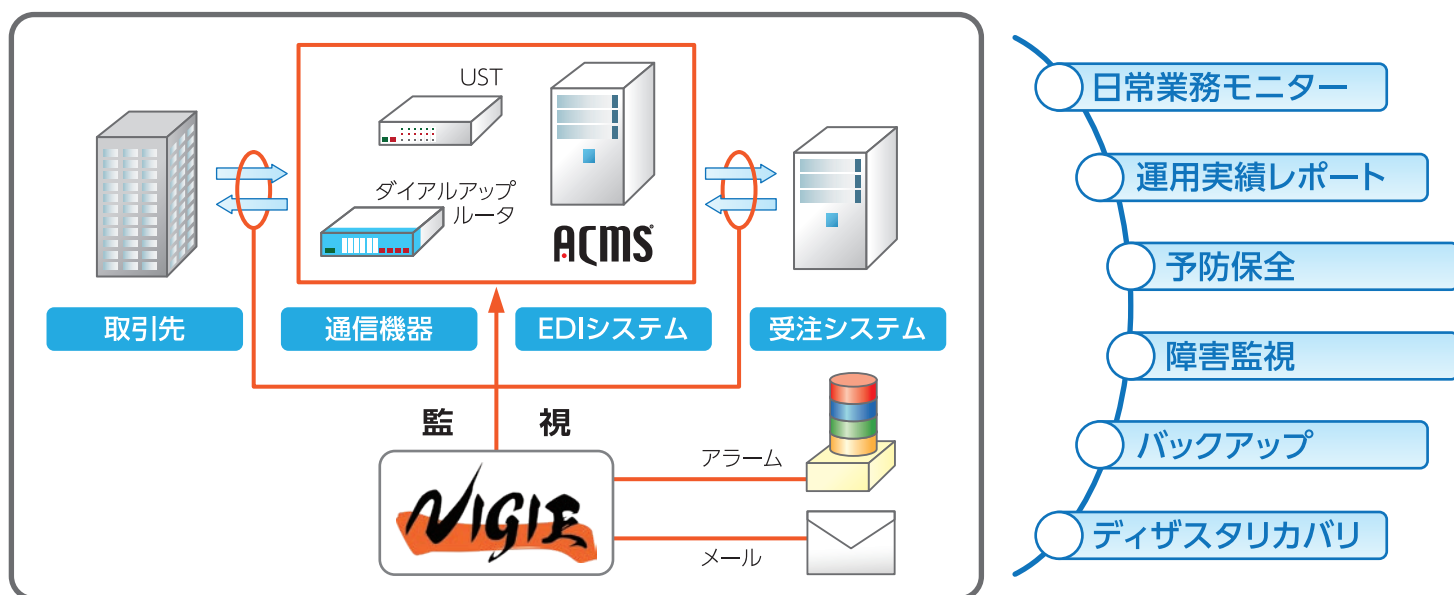 UST
ダイアルアップ
ルータ
ACMS
取引先
通信機器
EDIシステム
受注システム
監 視
VIGIE
アラーム
メール
日常業務モニター
運用実績レポート
予防保全
障害監視
バックアップ
ディザスタリカバリ